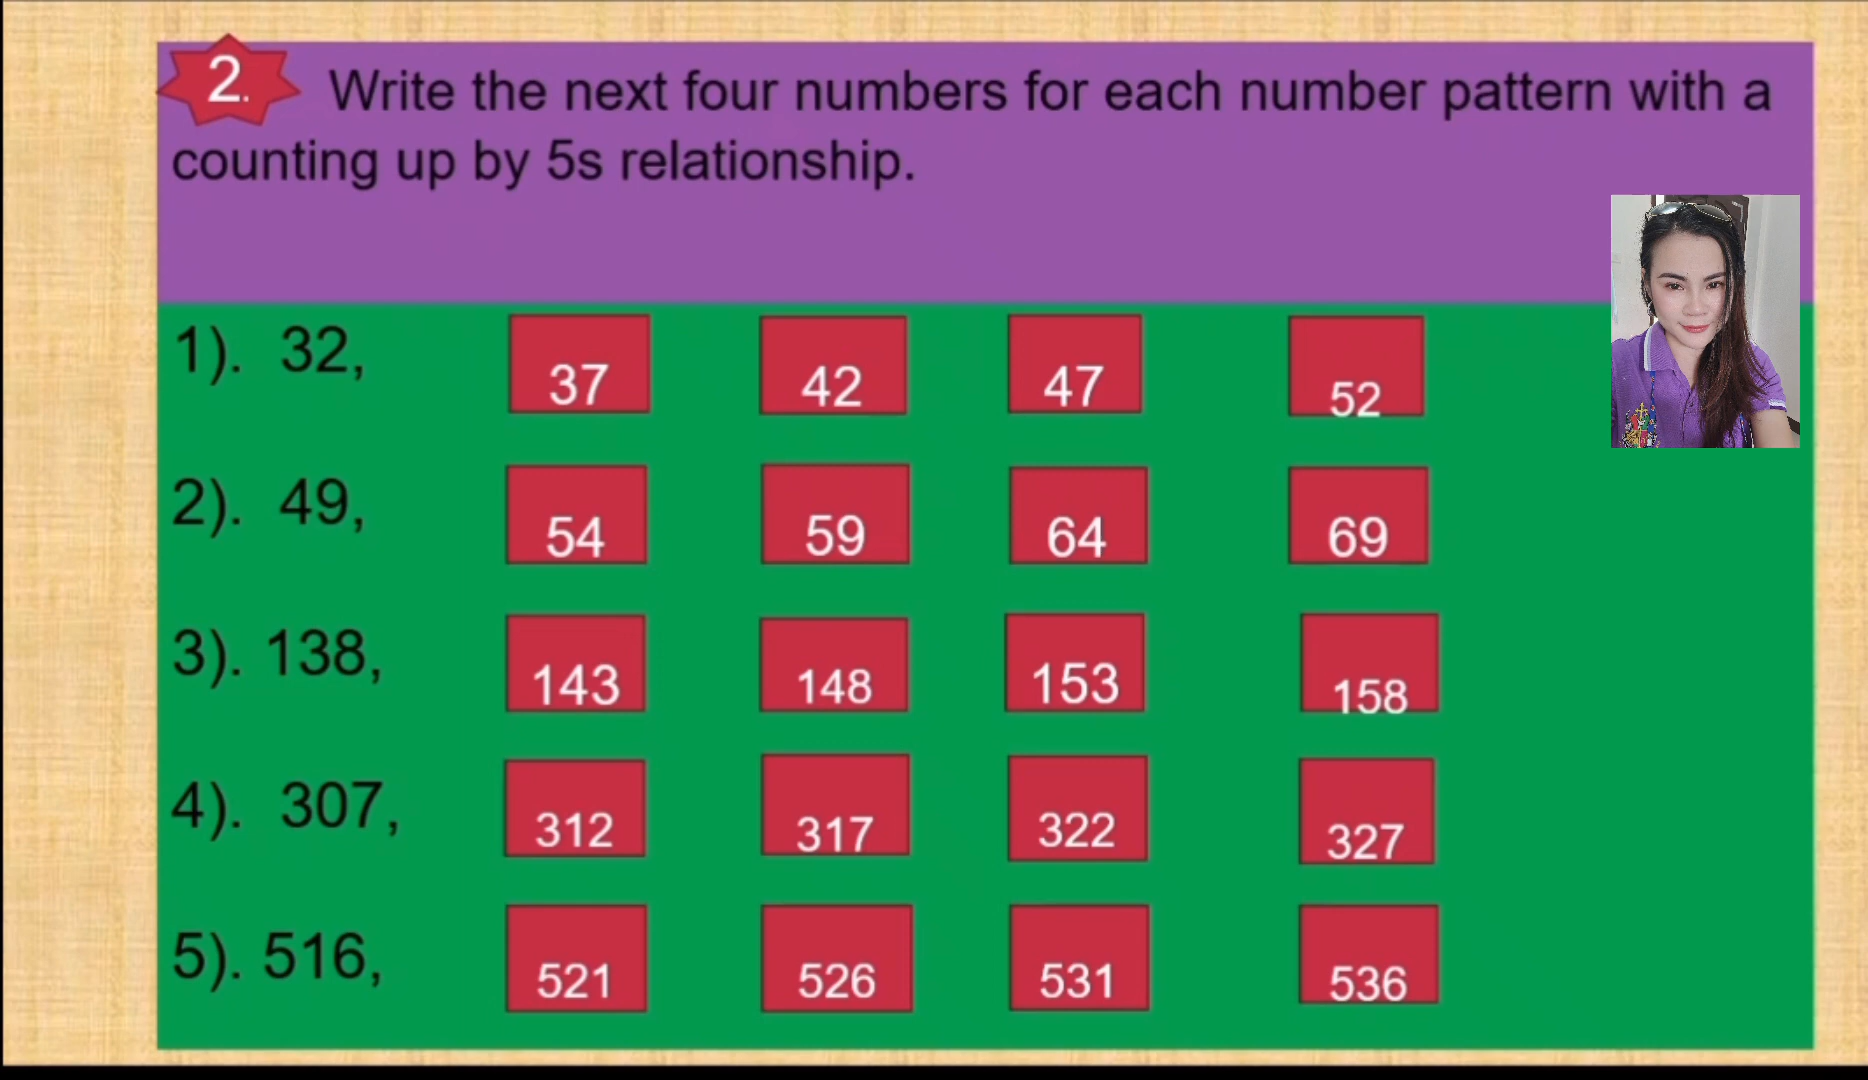 2. Write the next four numbers for each number pattern with a
counting up by 5s relationship.
1). 32, 37 42 47 52
2). 49, 54 59 64 69
3). 138, 143 148 153 158
4). 307, 312 317 322 327
5). 516, 521 526 531 536